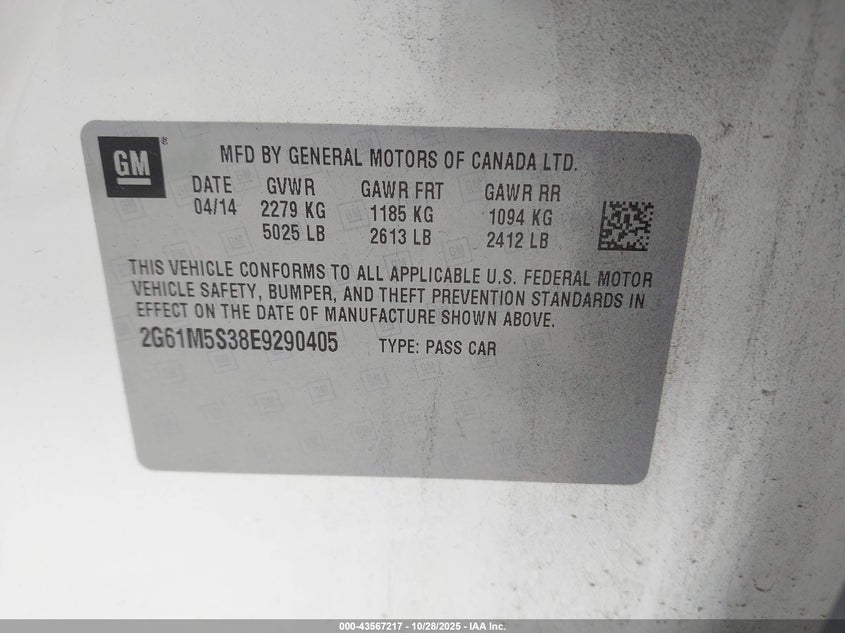 GM ®
MFD BY GENERAL MOTORS OF CANADA LTD.
DATE GVWR GAWR FRT GAWR RR
04/14 2279 KG 1185 KG 1094 KG
5025 LB 2613 LB 2412 LB
THIS VEHICLE CONFORMS TO ALL APPLICABLE U.S. FEDERAL MOTOR
VEHICLE SAFETY, BUMPER, AND THEFT PREVENTION STANDARDS IN
EFFECT ON THE DATE OF MANUFACTURE SHOWN ABOVE.
2G61M5S38E9290405 TYPE: PASS CAR
000-43567217 - 10/28/2025 - IAA Inc.